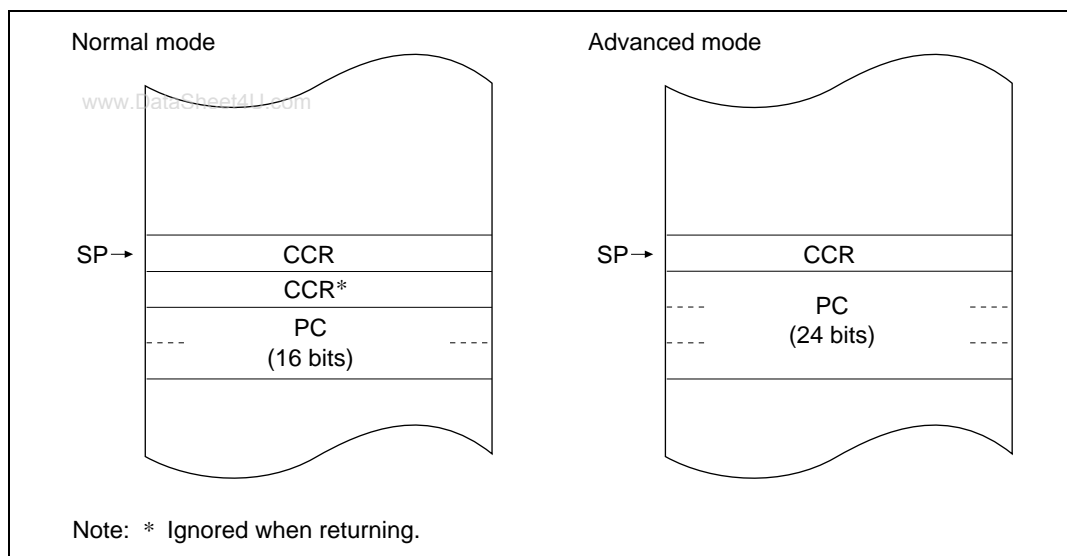 Normal mode
Advanced mode
www.DataSheet4U.com
SP→
CCR
CCR*
PC
(16 bits)
SP→
CCR
PC
(24 bits)
Note: * Ignored when returning.